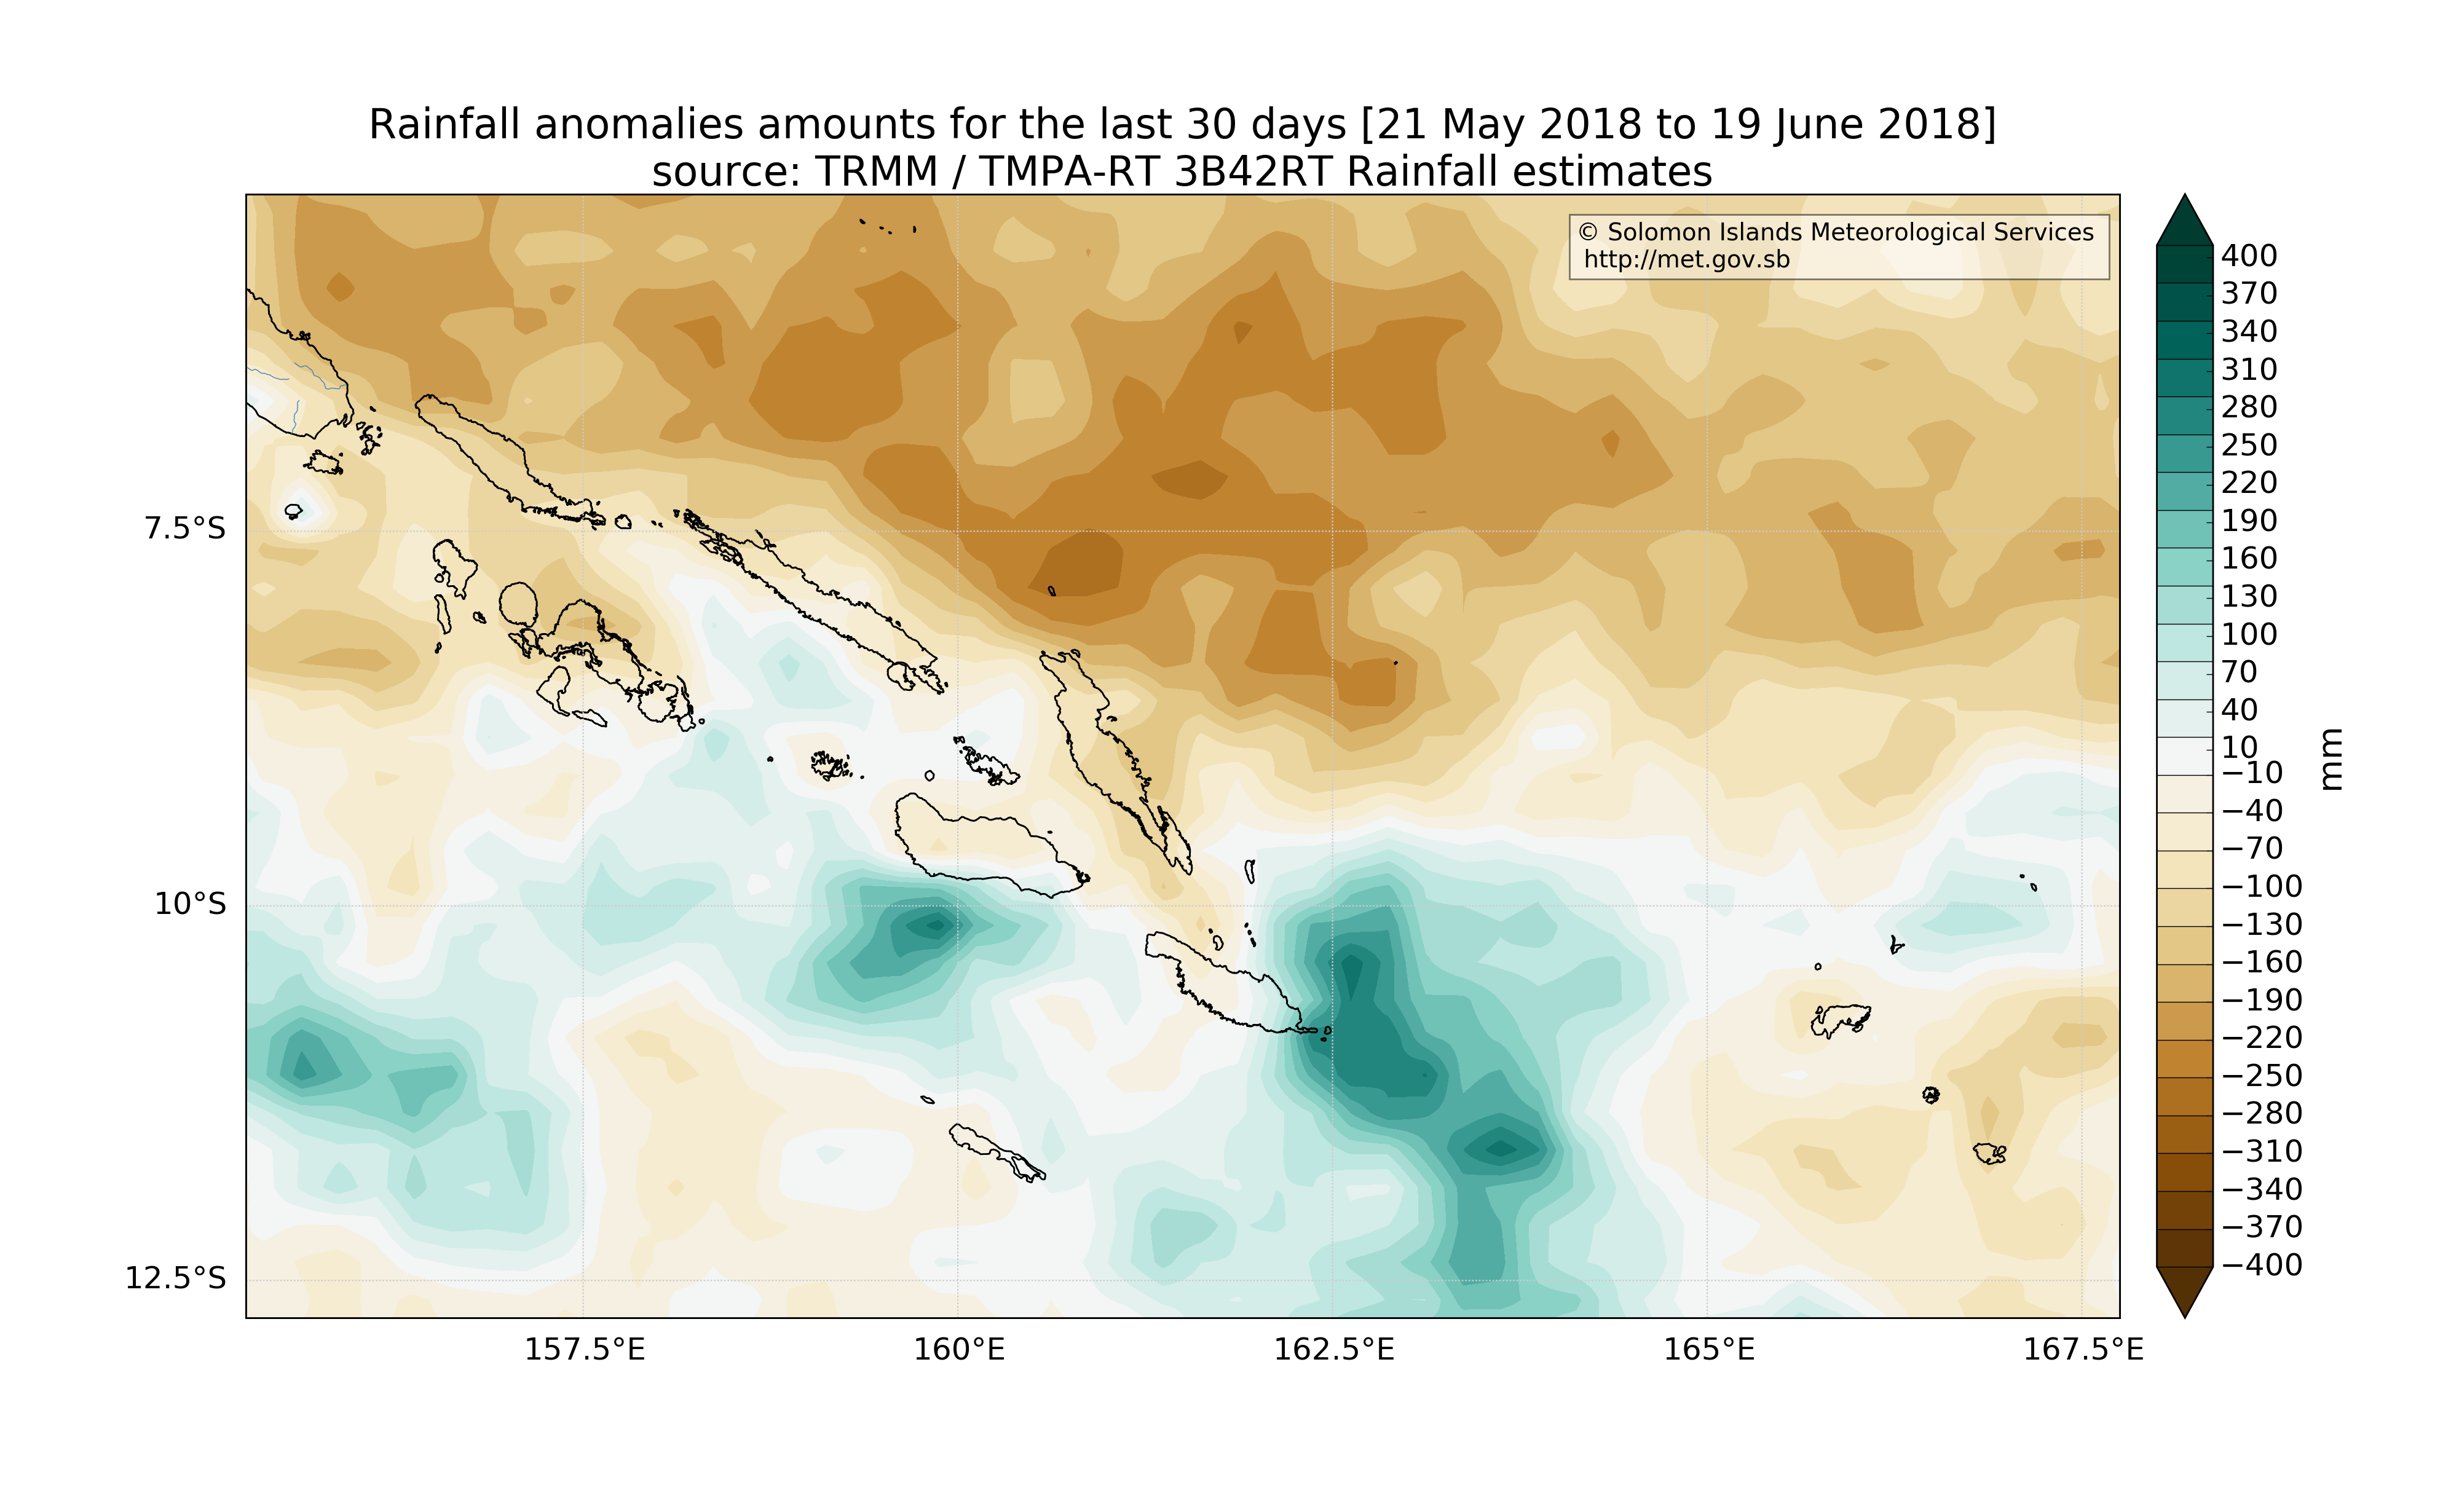 Rainfall anomalies amounts for the last 30 days [21 May 2018 to 19 June 2018]
source: TRMM / TMPA-RT 3B42RT Rainfall estimates
© Solomon Islands Meteorological Services
http://met.gov.sb
7.5°S
10°S
12.5°S
157.5°E
160°E
162.5°E
165°E
167.5°E
400
370
340
310
280
250
220
190
160
130
100
70
40
10
−10
−40
−70
−100
−130
−160
−190
−220
−250
−280
−310
−340
−370
−400
mm